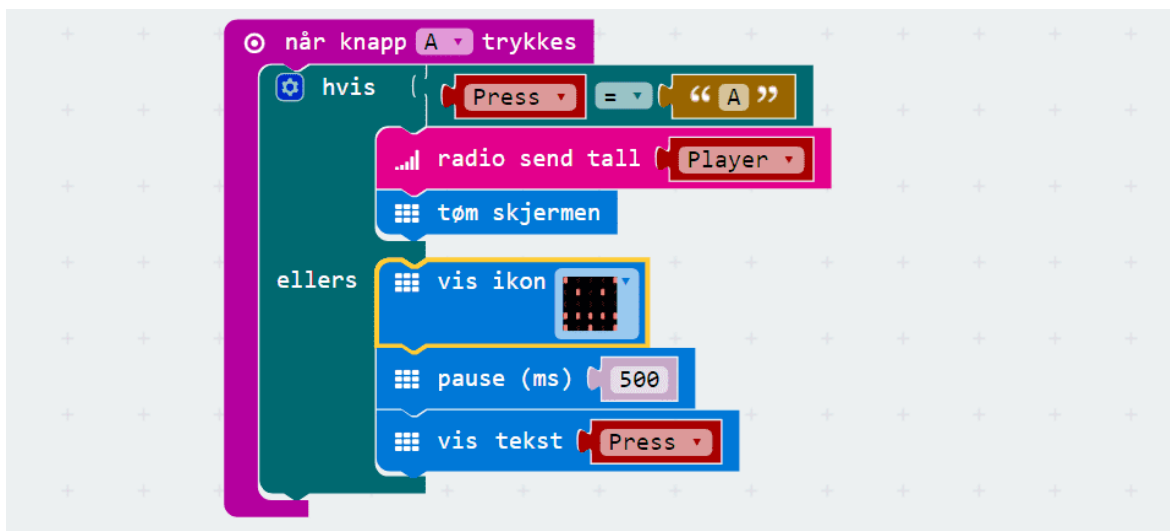 når knapp A trykkes
hvis Press = “ A ”
radio send tall Player
tøm skjermen
ellers vis ikon
pause (ms) 500
vis tekst Press